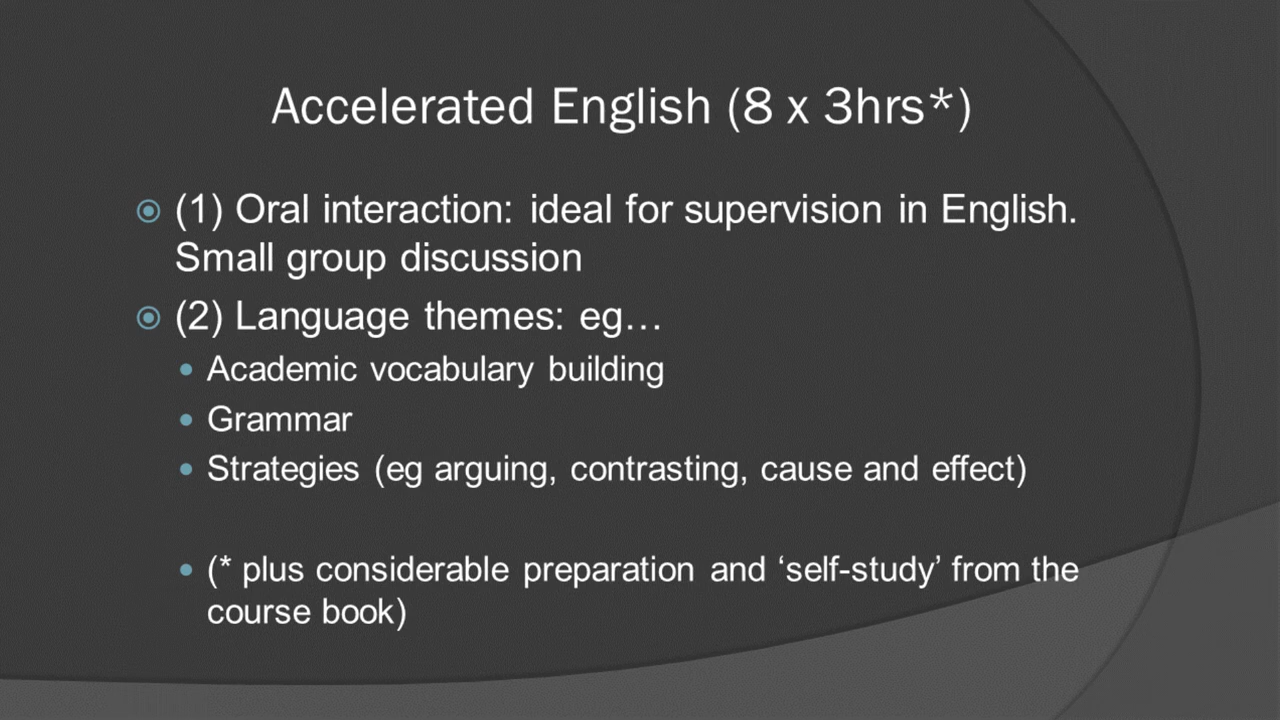 Accelerated English (8 x 3hrs*)
(1) Oral interaction: ideal for supervision in English.
Small group discussion
(2) Language themes: eg…
Academic vocabulary building
Grammar
Strategies (eg arguing, contrasting, cause and effect)
(* plus considerable preparation and ‘self-study’ from the
course book)